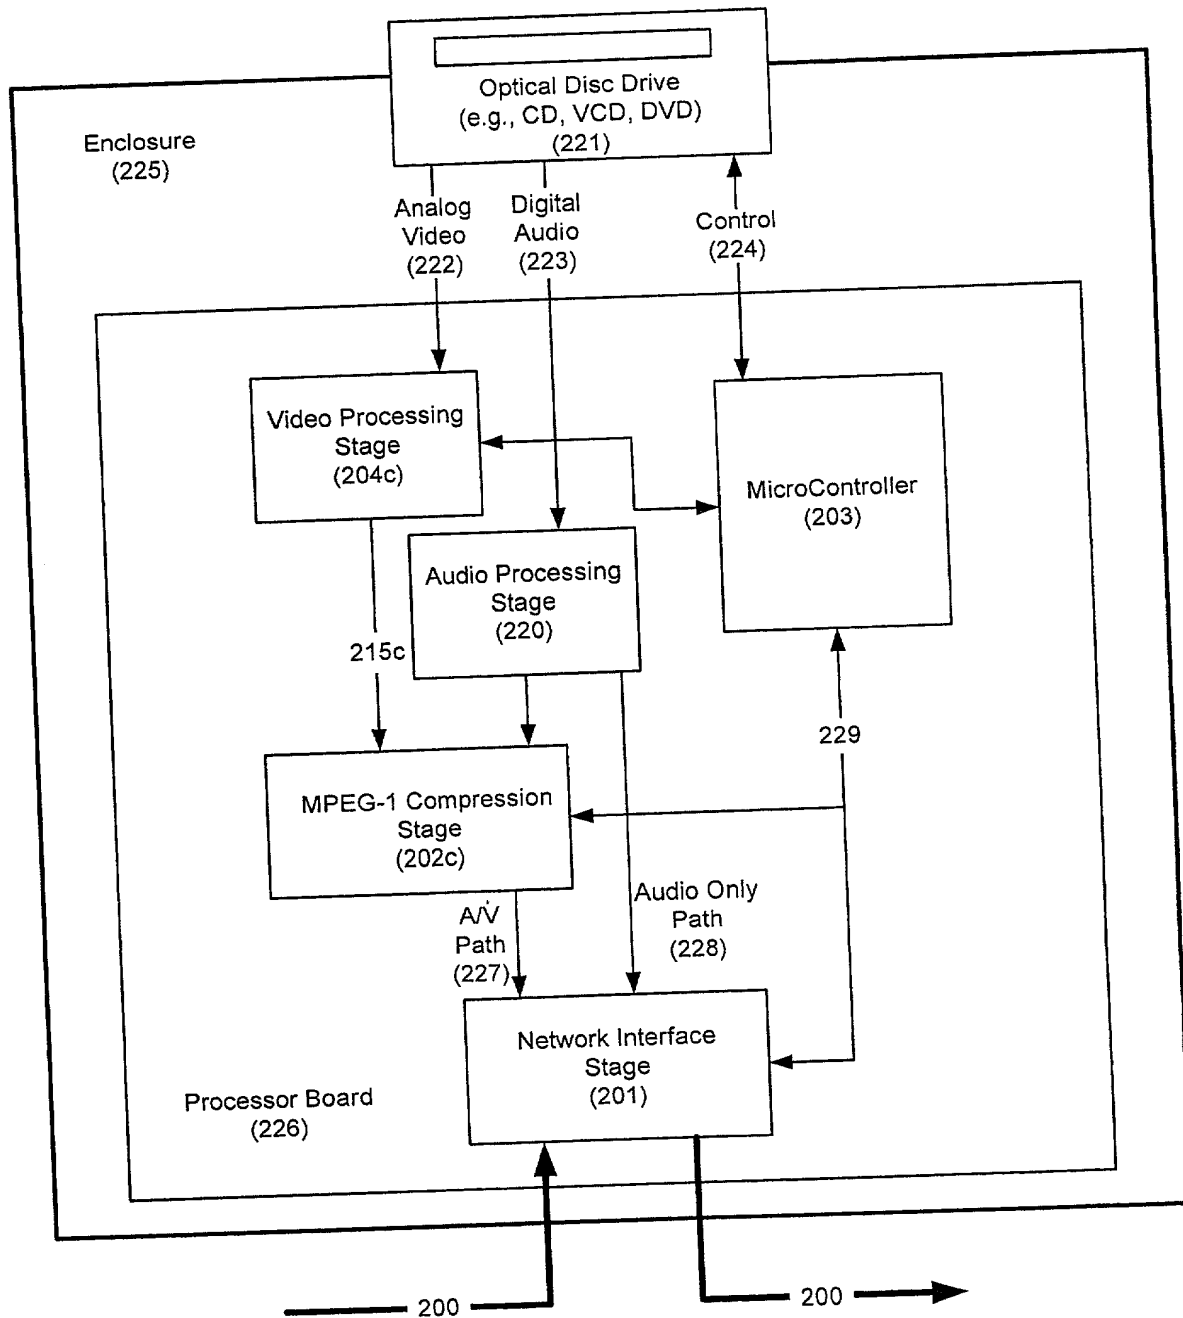 Optical Disc Drive
(e.g., CD, VCD, DVD)
(221)
Enclosure
(225)
Analog
Video
(222)
Digital
Audio
(223)
Control
(224)
Video Processing
Stage
(204c)
MicroController
(203)
Audio Processing
Stage
(220)
215c
229
MPEG-1 Compression
Stage
(202c)
A/V
Path
(227)
Audio Only
Path
(228)
Network Interface
Stage
(201)
Processor Board
(226)
200
200